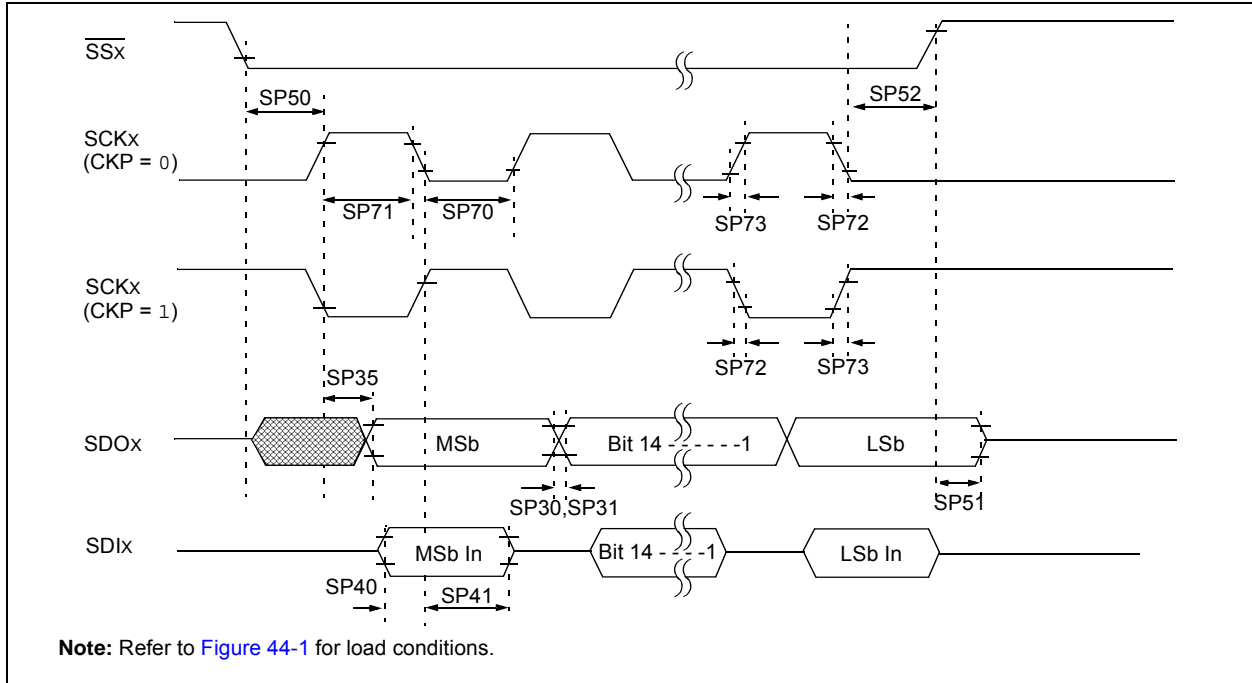 SSx
SP50
SP52
SCKx
(CKP = 0)
SP71
SP70
SP73
SP72
SCKx
(CKP = 1)
SP72
SP73
SP35
SDOx
MSb
Bit 14 - - - - - -1
LSb
SP30,SP31
SP51
SDIx
MSb In
Bit 14 - - - -1
LSb In
SP40
SP41
Note: Refer to Figure 44-1 for load conditions.